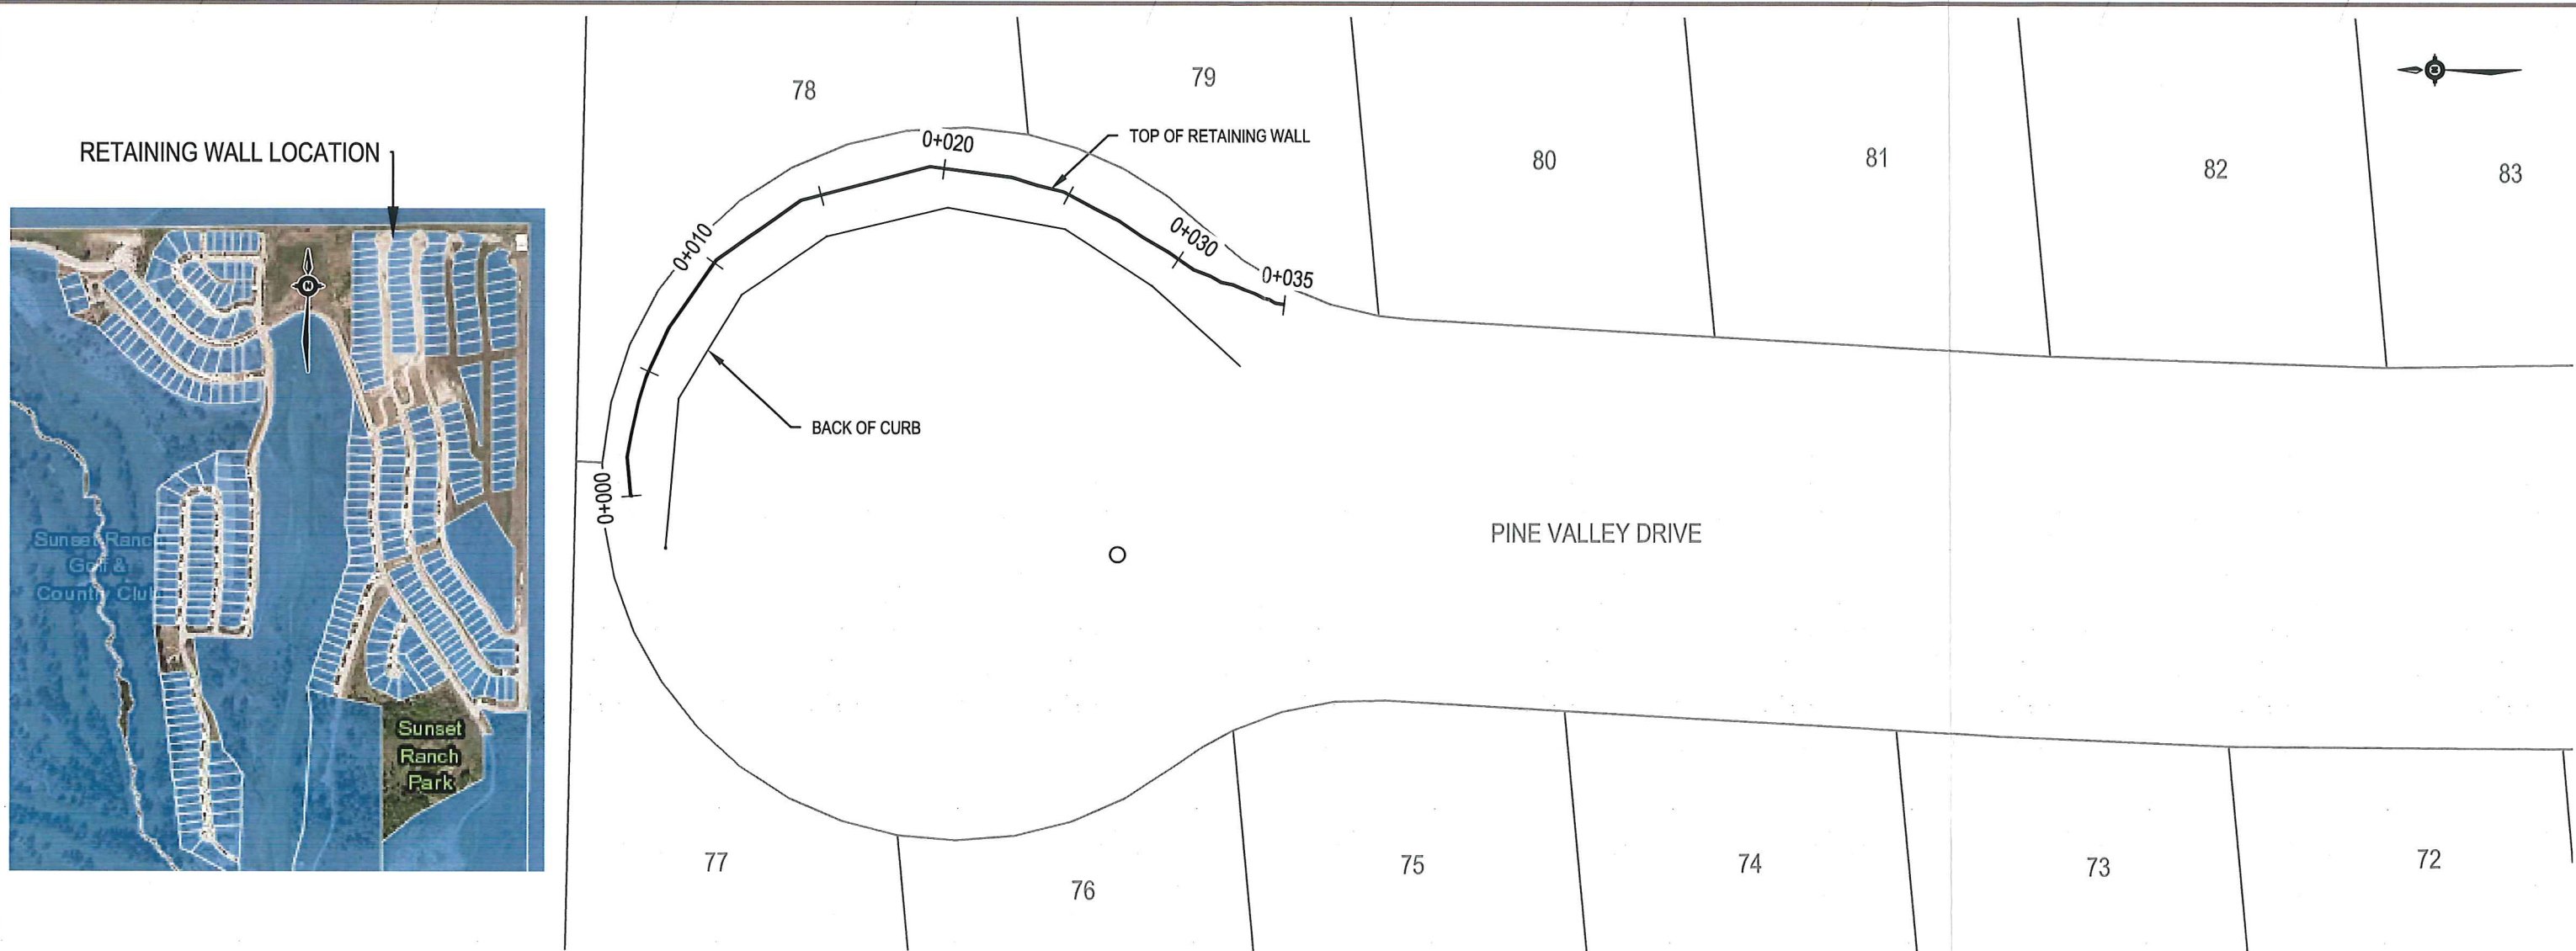 RETAINING WALL LOCATION
N
Sunset Ranch
Golf &
Country Club
Sunset
Ranch
Park
78
79
80
81
82
83
0+000
0+010
0+020
0+030
0+035
TOP OF RETAINING WALL
BACK OF CURB
PINE VALLEY DRIVE
77
76
75
74
73
72